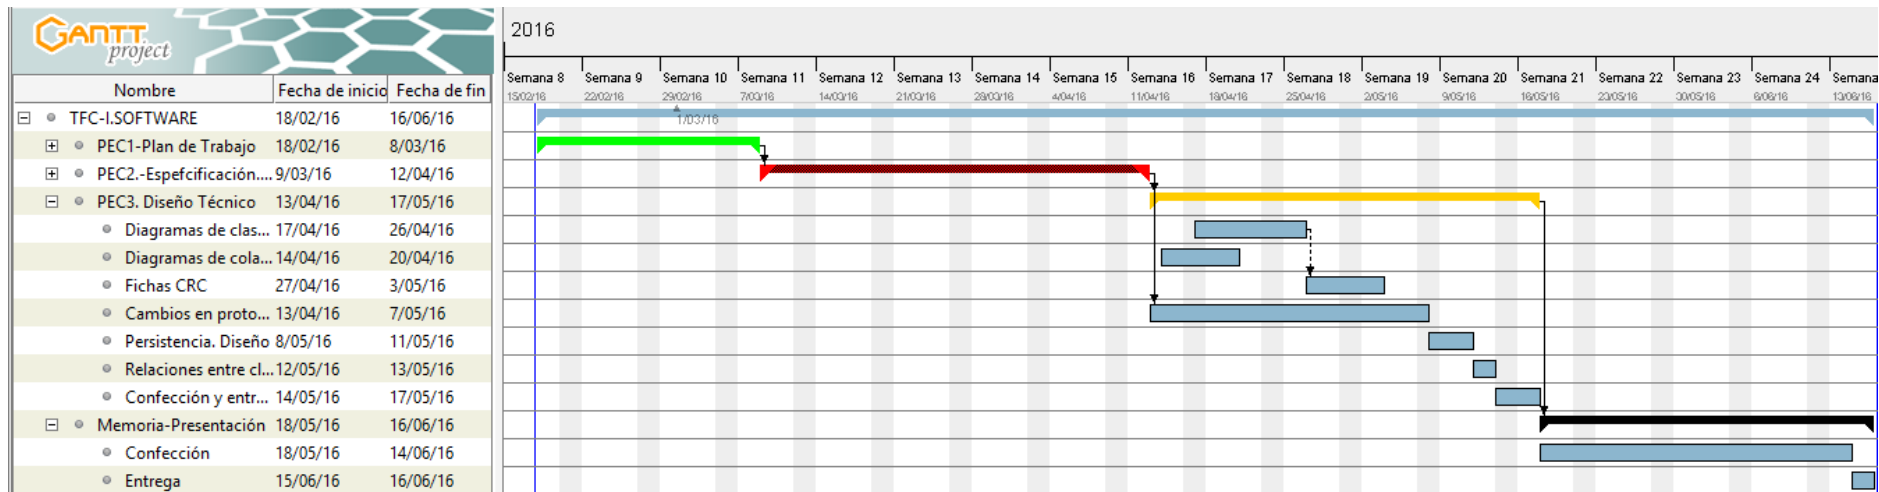 GANTT
project
2016
Nombre Fecha de inicio Fecha de fin
Semana 8 Semana 9 Semana 10 Semana 11 Semana 12 Semana 13 Semana 14 Semana 15 Semana 16 Semana 17 Semana 18 Semana 19 Semana 20 Semana 21 Semana 22 Semana 23 Semana 24 Semana
15/02/16 22/02/16 29/02/16 7/03/16 14/03/16 21/03/16 28/03/16 4/04/16 11/04/16 18/04/16 25/04/16 2/05/16 9/05/16 16/05/16 23/05/16 30/05/16 6/06/16 13/06/16
TFC-I.SOFTWARE 18/02/16 16/06/16
1/03/16
PEC1-Plan de Trabajo 18/02/16 8/03/16
PEC2.-Espefcificación.... 9/03/16 12/04/16
PEC3. Diseño Técnico 13/04/16 17/05/16
Diagramas de clas... 17/04/16 26/04/16
Diagramas de cola... 14/04/16 20/04/16
Fichas CRC 27/04/16 3/05/16
Cambios en proto... 13/04/16 7/05/16
Persistencia. Diseño 8/05/16 11/05/16
Relaciones entre cl... 12/05/16 13/05/16
Confección y entr... 14/05/16 17/05/16
Memoria-Presentación 18/05/16 16/06/16
Confección 18/05/16 14/06/16
Entrega 15/06/16 16/06/16